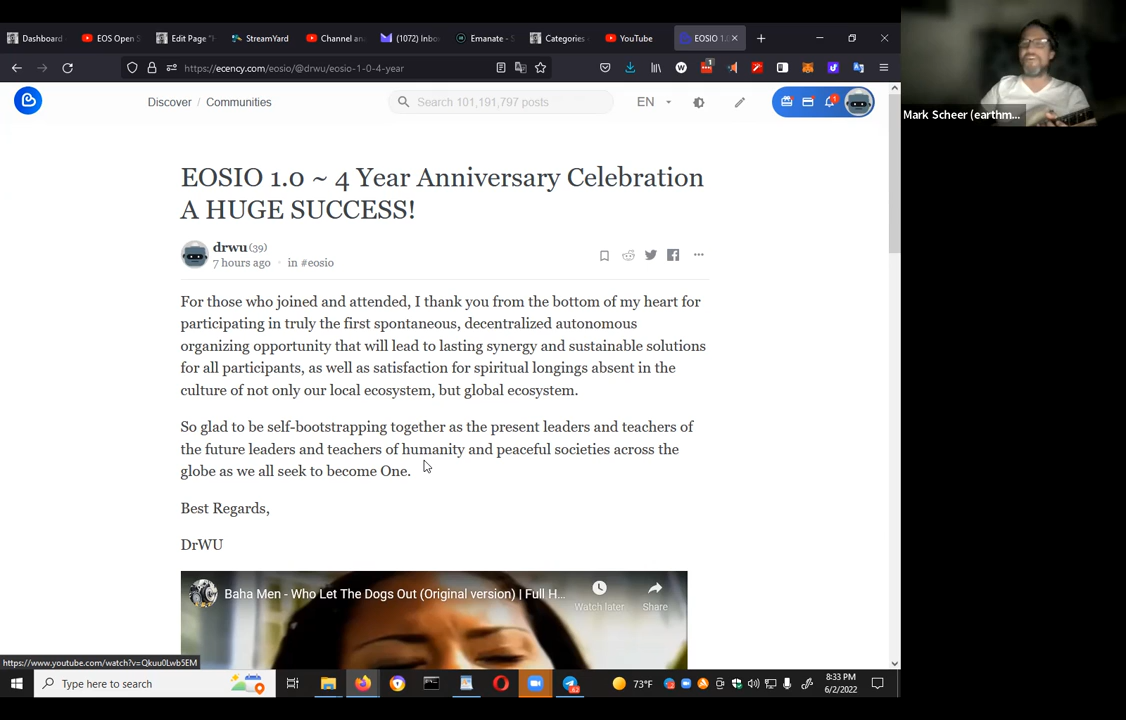 Dashboard
EOS Open S
Edit Page "H
StreamYard
Channel an
(1072) Inbo
Emanate - S
Categories
YouTube
EOSIO 1.
https://ecency.com/eosio/@drwu/eosio-1-0-4-year
Mark Scheer (earthm...
Discover / Communities
Search 101,191,797 posts
EN
EOSIO 1.0 ~ 4 Year Anniversary Celebration
A HUGE SUCCESS!
drwu (39)
7 hours ago · in #eosio
For those who joined and attended, I thank you from the bottom of my heart for
participating in truly the first spontaneous, decentralized autonomous
organizing opportunity that will lead to lasting synergy and sustainable solutions
for all participants, as well as satisfaction for spiritual longings absent in the
culture of not only our local ecosystem, but global ecosystem.
So glad to be self-bootstrapping together as the present leaders and teachers of
the future leaders and teachers of humanity and peaceful societies across the
globe as we all seek to become One.
Best Regards,
DrWU
Baha Men - Who Let The Dogs Out (Original version) | Full H...
Watch later
Share
https://www.youtube.com/watch?v=Qkuu0Lwb5EM
Type here to search
73°F
8:33 PM
6/2/2022